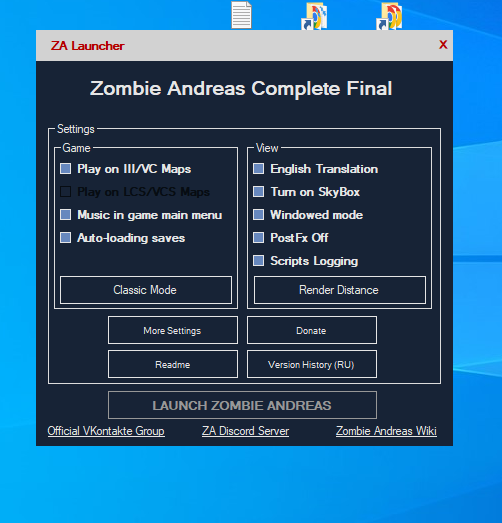 ZA Launcher X
Zombie Andreas Complete Final
Settings
Game
Play on III/VC Maps
Play on LCS/VCS Maps
Music in game main menu
Auto-loading saves
Classic Mode
View
English Translation
Turn on SkyBox
Windowed mode
PostFx Off
Scripts Logging
Render Distance
More Settings
Donate
Readme
Version History (RU)
LAUNCH ZOMBIE ANDREAS
Official VKontakte Group
ZA Discord Server
Zombie Andreas Wiki